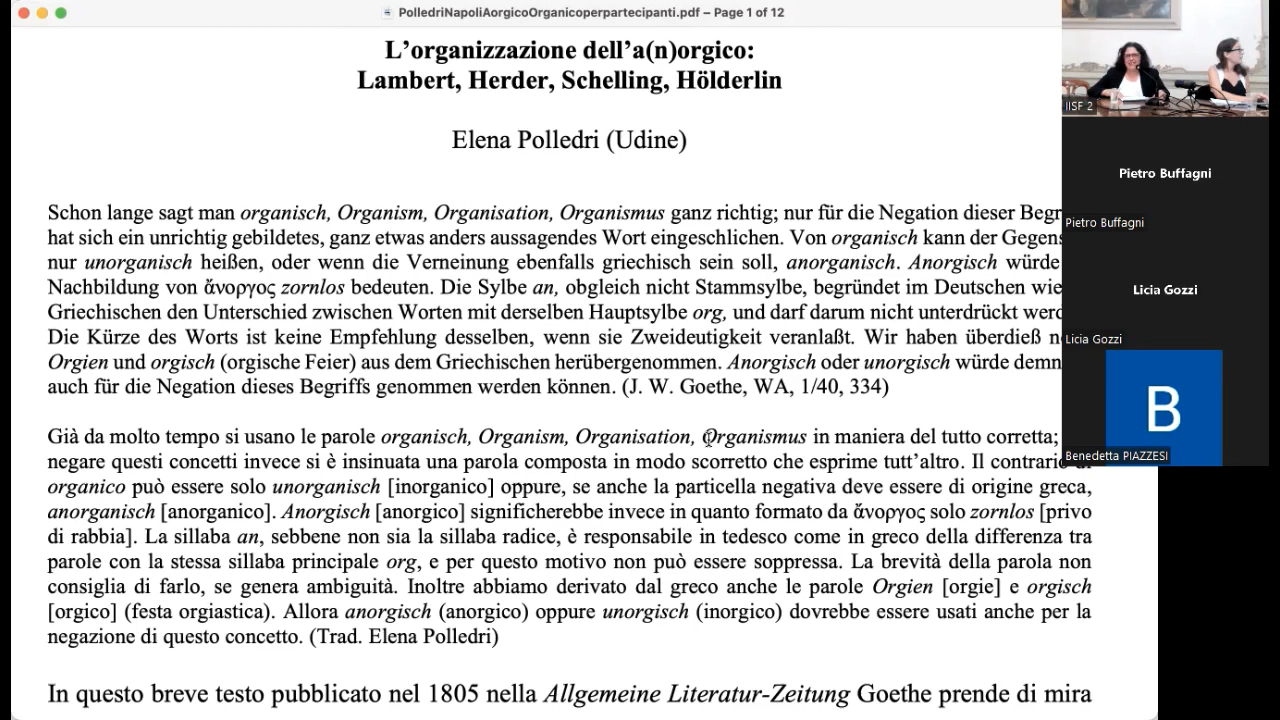 PolledriNapoliAorgicoOrganicoperpartecipanti.pdf – Page 1 of 12
L’organizzazione dell’a(n)orgico:
Lambert, Herder, Schelling, Hölderlin
Elena Polledri (Udine)
Schon lange sagt man organisch, Organism, Organisation, Organismus ganz richtig; nur für die Negation dieser
hat sich ein unrichtig gebildetes, ganz etwas anders aussagendes Wort eingeschlichen. Von organisch kann der
nur unorganisch heißen, oder wenn die Verneinung ebenfalls griechisch sein soll, anorganisch. Anorgisch würde
Nachbildung von ἄνοργος zornlos bedeuten. Die Sylbe an, obgleich nicht Stammsylbe, begründet im Deutschen wie
Griechischen den Unterschied zwischen Worten mit derselben Hauptsylbe org, und darf darum nicht unterdrückt
Die Kürze des Worts ist keine Empfehlung desselben, wenn sie Zweideutigkeit veranlaßt. Wir haben überdieß
Orgien und orgisch (orgische Feier) aus dem Griechischen herübergenommen. Anorgisch oder unorgisch würde
auch für die Negation dieses Begriffs genommen werden können. (J. W. Goethe, WA, 1/40, 334)
Già da molto tempo si usano le parole organisch, Organism, Organisation, Organismus in maniera del tutto corretta;
negare questi concetti invece si è insinuata una parola composta in modo scorretto che esprime tutt’altro. Il contrario di
organico può essere solo unorganisch [inorganico] oppure, se anche la particella negativa deve essere di origine greca,
anorganisch [anorganico]. Anorgisch [anorgico] significherebbe invece in quanto formato da ἄνοργος solo zornlos [privo
di rabbia]. La sillaba an, sebbene non sia la sillaba radice, è responsabile in tedesco come in greco della differenza tra
parole con la stessa sillaba principale org, e per questo motivo non può essere soppressa. La brevità della parola non
consiglia di farlo, se genera ambiguità. Inoltre abbiamo derivato dal greco anche le parole Orgien [orgie] e orgisch
[orgico] (festa orgiastica). Allora anorgisch (anorgico) oppure unorgisch (inorgico) dovrebbe essere usati anche per la
negazione di questo concetto. (Trad. Elena Polledri)
In questo breve testo pubblicato nel 1805 nella Allgemeine Literatur-Zeitung Goethe prende di mira
IISF 2
Pietro Buffagni
Pietro Buffagni
Licia Gozzi
Licia Gozzi
B
Benedetta PIAZZESI